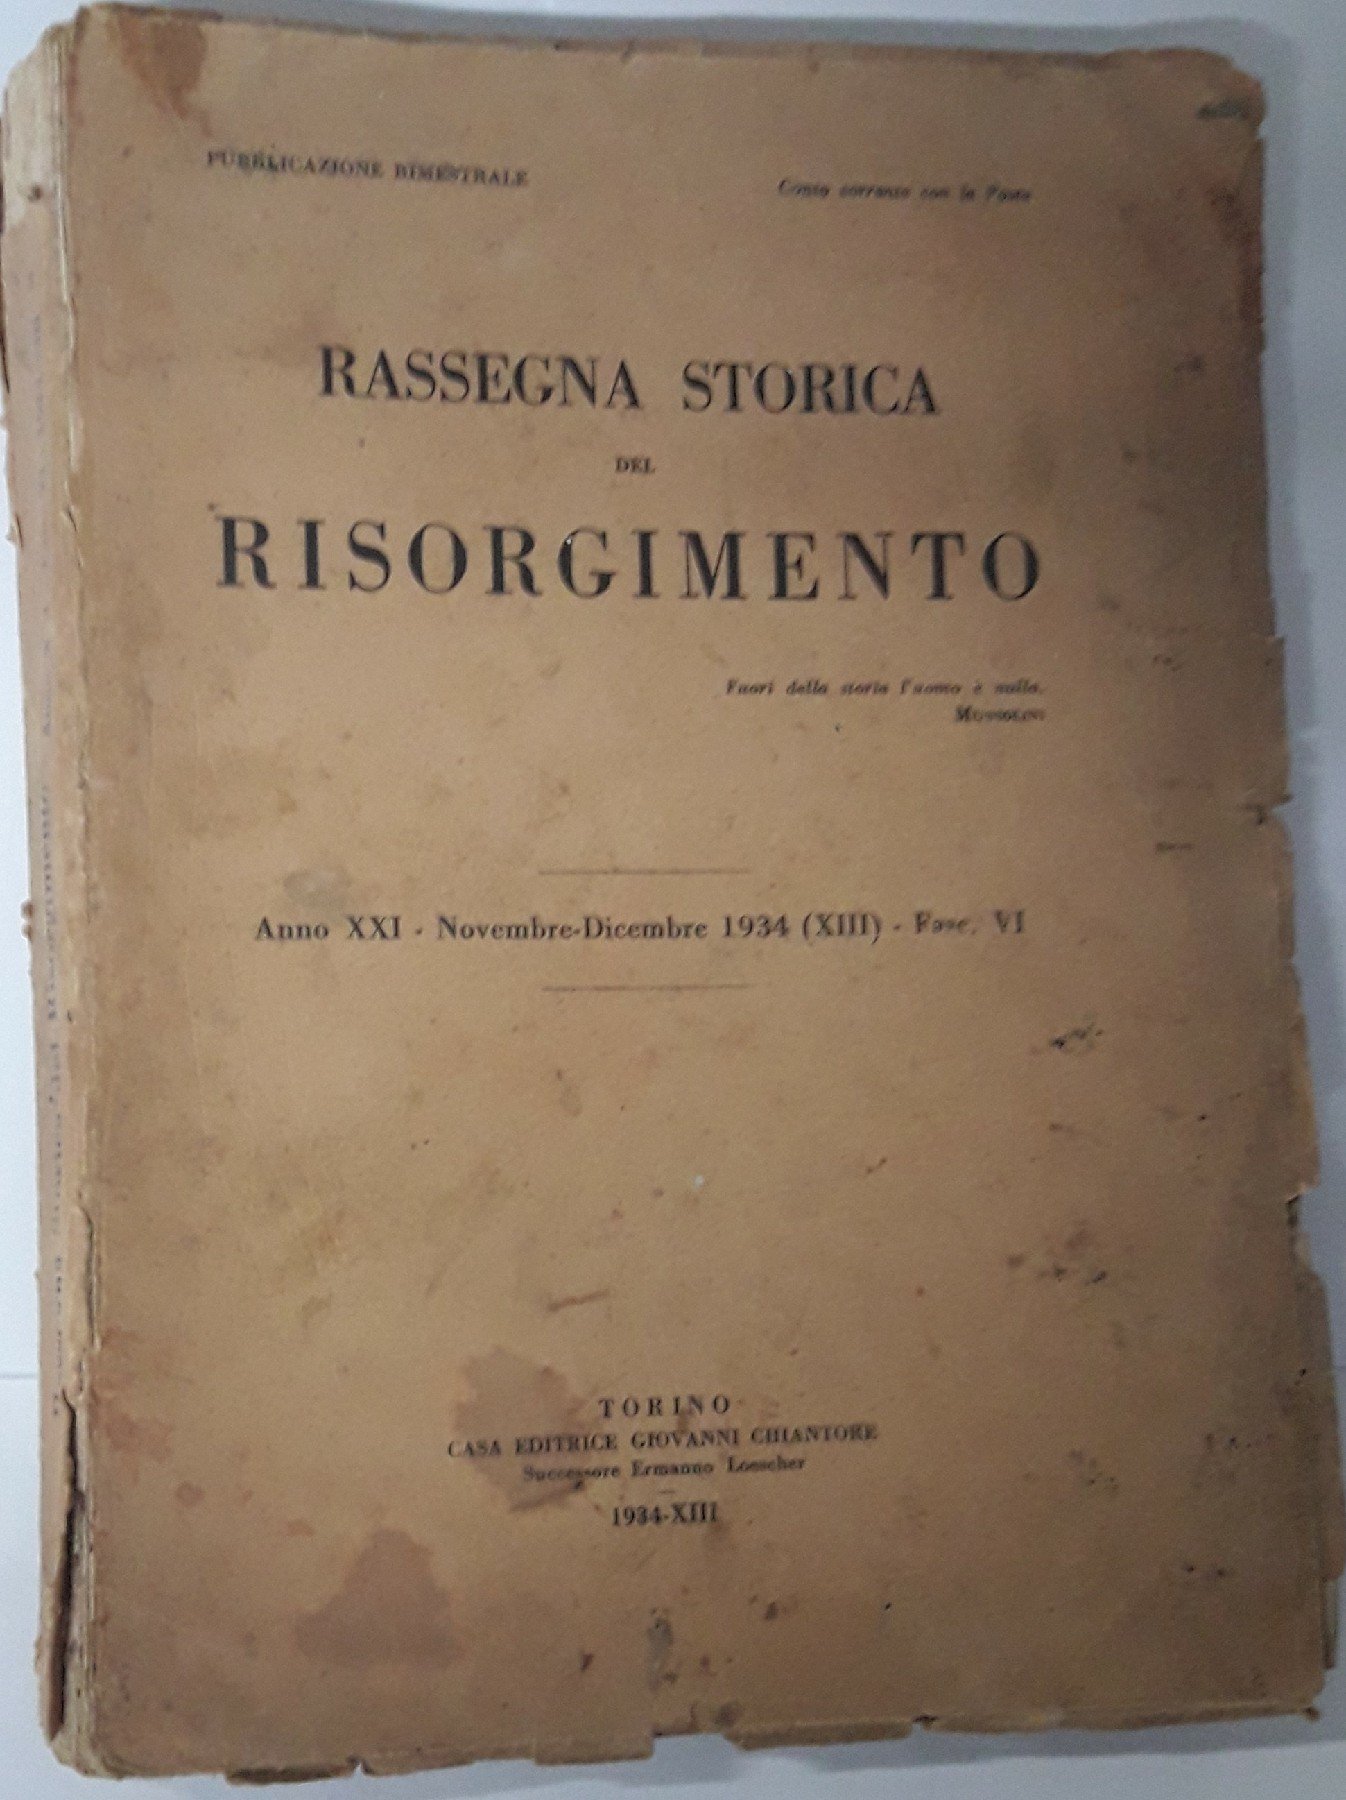 PUBBLICAZIONE BIMESTRALE
Conto corrente con la Posta
RASSEGNA STORICA
DEL
RISORGIMENTO
Fuori della storia l'uomo è nulla.
MUSSOLINI
Anno XXI - Novembre-Dicembre 1934 (XIII) - Fasc. VI
TORINO
CASA EDITRICE GIOVANNI CHIANTORE
Successore Ermanno Loescher
1934-XIII